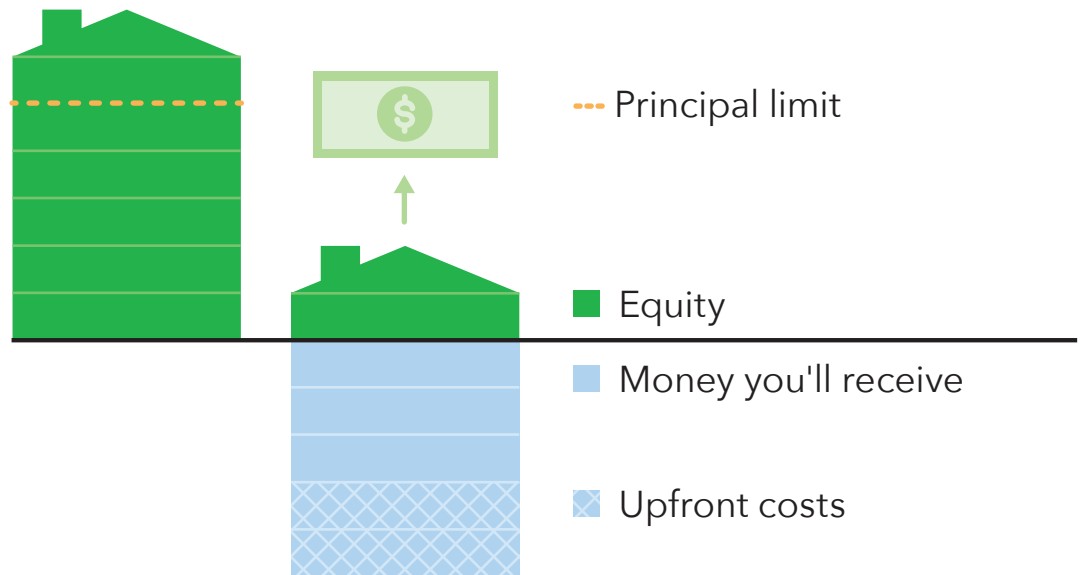 $
Principal limit
Equity
Money you'll receive
Upfront costs